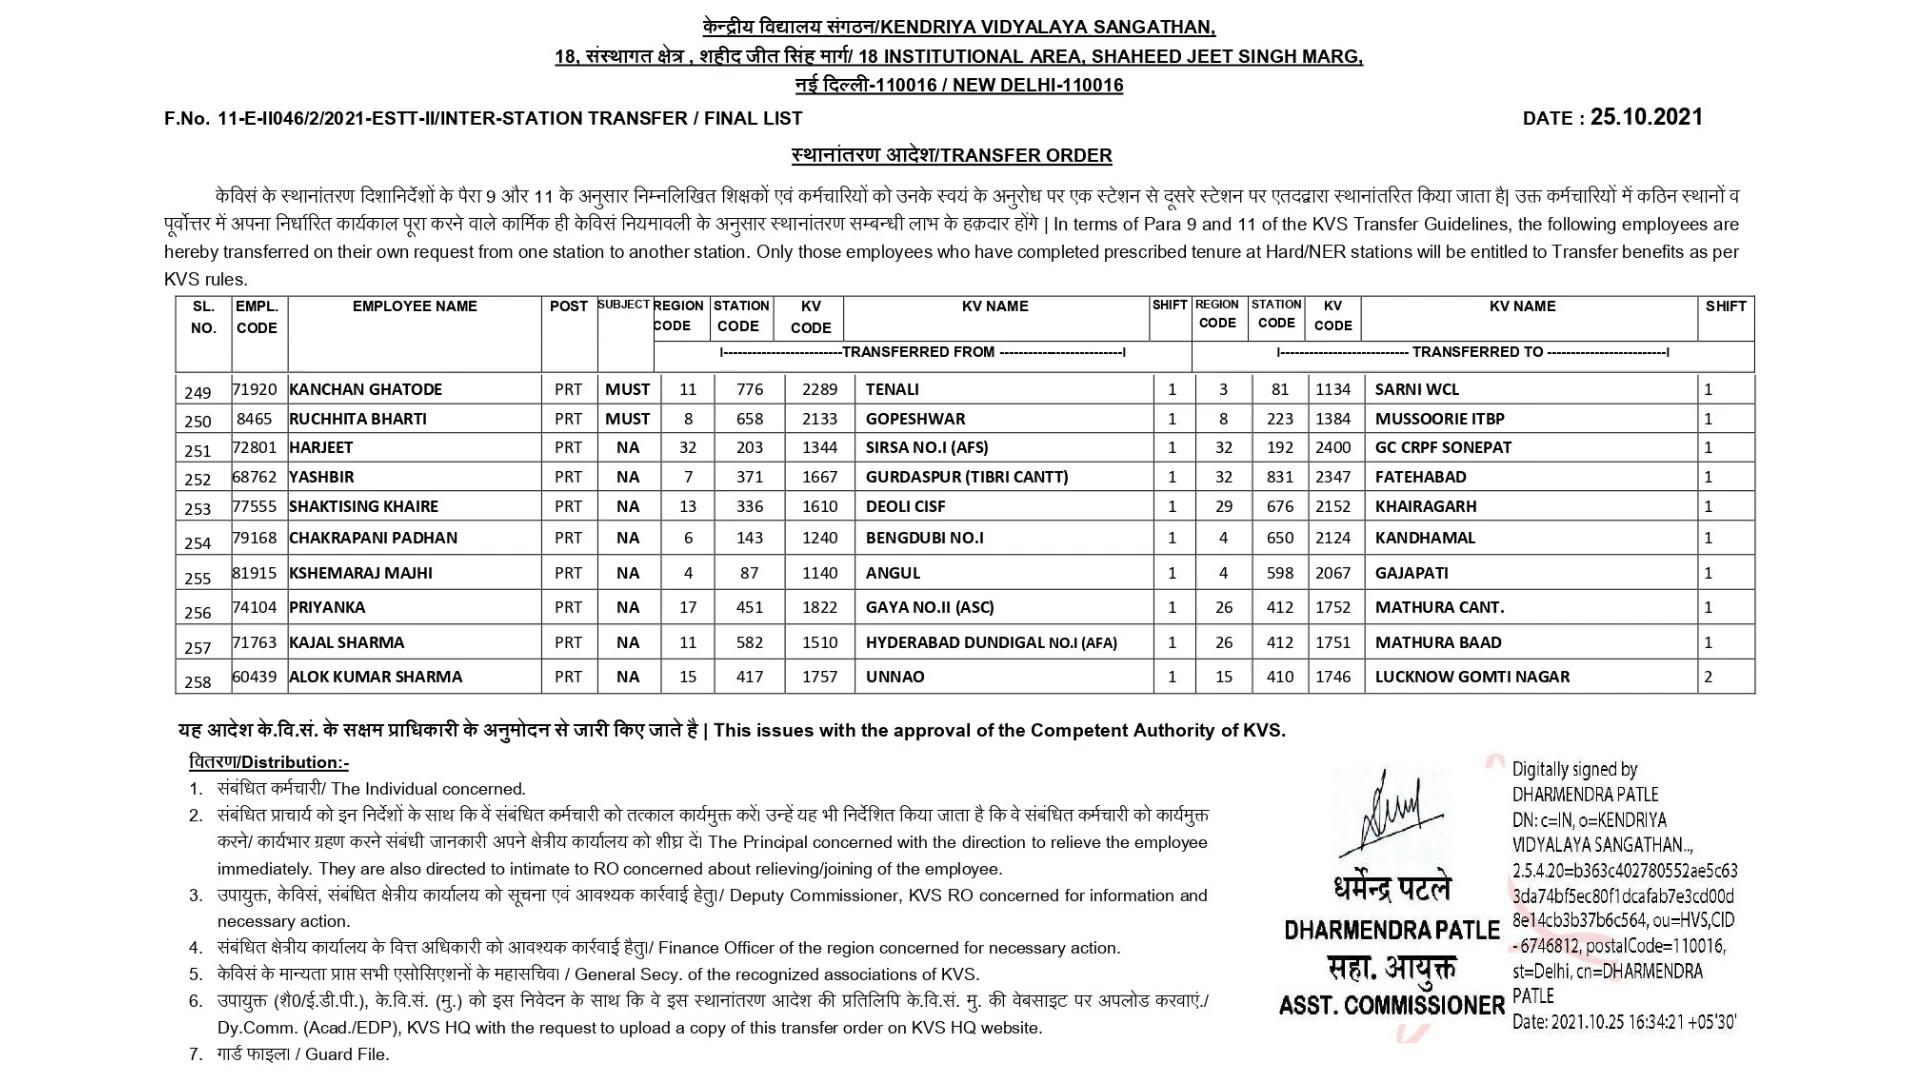 केन्द्रीय विद्यालय संगठन/KENDRIYA VIDYALAYA SANGATHAN,
18, संस्थागत क्षेत्र , शहीद जीत सिंह मार्ग/ 18 INSTITUTIONAL AREA, SHAHEED JEET SINGH MARG,
नई दिल्ली-110016 / NEW DELHI-110016
F.No. 11-E-II046/2/2021-ESTT-II/INTER-STATION TRANSFER / FINAL LIST DATE : 25.10.2021
स्थानांतरण आदेश/TRANSFER ORDER
केविसं के स्थानांतरण दिशानिर्देशों के पैरा 9 और 11 के अनुसार निम्नलिखित शिक्षकों एवं कर्मचारियों को उनके स्वयं के अनुरोध पर एक स्टेशन से दूसरे स्टेशन पर एतदद्वारा स्थानांतरित किया जाता है| उक्त कर्मचारियों में कठिन स्थानों व
पूर्वोत्तर में अपना निर्धारित कार्यकाल पूरा करने वाले कार्मिक ही केविसं नियमावली के अनुसार स्थानांतरण सम्बन्धी लाभ के हक़दार होंगे | In terms of Para 9 and 11 of the KVS Transfer Guidelines, the following employees are
hereby transferred on their own request from one station to another station. Only those employees who have completed prescribed tenure at Hard/NER stations will be entitled to Transfer benefits as per
KVS rules.
SL. NO. EMPL. CODE EMPLOYEE NAME POST SUBJECT REGION CODE STATION CODE KV CODE KV NAME SHIFT REGION CODE STATION CODE KV CODE KV NAME SHIFT
I-------------------------TRANSFERRED FROM --------------------------I I--------------------------- TRANSFERRED TO -------------------------I
249 71920 KANCHAN GHATODE PRT MUST 11 776 2289 TENALI 1 3 81 1134 SARNI WCL 1
250 8465 RUCHHITA BHARTI PRT MUST 8 658 2133 GOPESHWAR 1 8 223 1384 MUSSOORIE ITBP 1
251 72801 HARJEET PRT NA 32 203 1344 SIRSA NO.I (AFS) 1 32 192 2400 GC CRPF SONEPAT 1
252 68762 YASHBIR PRT NA 7 371 1667 GURDASPUR (TIBRI CANTT) 1 32 831 2347 FATEHABAD 1
253 77555 SHAKTISING KHAIRE PRT NA 13 336 1610 DEOLI CISF 1 29 676 2152 KHAIRAGARH 1
254 79168 CHAKRAPANI PADHAN PRT NA 6 143 1240 BENGDUBI NO.I 1 4 650 2124 KANDHAMAL 1
255 81915 KSHEMARAJ MAJHI PRT NA 4 87 1140 ANGUL 1 4 598 2067 GAJAPATI 1
256 74104 PRIYANKA PRT NA 17 451 1822 GAYA NO.II (ASC) 1 26 412 1752 MATHURA CANT. 1
257 71763 KAJAL SHARMA PRT NA 11 582 1510 HYDERABAD DUNDIGAL NO.I (AFA) 1 26 412 1751 MATHURA BAAD 1
258 60439 ALOK KUMAR SHARMA PRT NA 15 417 1757 UNNAO 1 15 410 1746 LUCKNOW GOMTI NAGAR 2
यह आदेश के.वि.सं. के सक्षम प्राधिकारी के अनुमोदन से जारी किए जाते है | This issues with the approval of the Competent Authority of KVS.
वितरण/Distribution:-
1. संबंधित कर्मचारी/ The Individual concerned.
2. संबंधित प्राचार्य को इन निर्देशों के साथ कि वें संबंधित कर्मचारी को तत्काल कार्यमुक्त करें। उन्हें यह भी निर्देशित किया जाता है कि वे संबंधित कर्मचारी को कार्यमुक्त
करने/ कार्यभार ग्रहण करने संबंधी जानकारी अपने क्षेत्रीय कार्यालय को शीघ्र दें। The Principal concerned with the direction to relieve the employee
immediately. They are also directed to intimate to RO concerned about relieving/joining of the employee.
3. उपायुक्त, केविसं, संबंधित क्षेत्रीय कार्यालय को सूचना एवं आवश्यक कार्रवाई हेतु।/ Deputy Commissioner, KVS RO concerned for information and
necessary action.
4. संबंधित क्षेत्रीय कार्यालय के वित्त अधिकारी को आवश्यक कार्रवाई हेतु।/ Finance Officer of the region concerned for necessary action.
5. केविसं के मान्यता प्राप्त सभी एसोसिएशनों के महासचिव। / General Secy. of the recognized associations of KVS.
6. उपायुक्त (शै0/ई.डी.पी.), के.वि.सं. (मु.) को इस निवेदन के साथ कि वे इस स्थानांतरण आदेश की प्रतिलिपि के.वि.सं. मु. की वेबसाइट पर अपलोड करवाएं./
Dy.Comm. (Acad./EDP), KVS HQ with the request to upload a copy of this transfer order on KVS HQ website.
7. गार्ड फाइल। / Guard File.
धर्मेन्द्र पटले
DHARMENDRA PATLE
सहा. आयुक्त
ASST. COMMISSIONER
Digitally signed by
DHARMENDRA PATLE
DN: c=IN, o=KENDRIYA
VIDYALAYA SANGATHAN..,
2.5.4.20=b363c402780552ae5c63
3da74bf5ec80f1dcafab7e3cd00d
8e14cb3b37b6c564, ou=HVS,CID
- 6746812, postalCode=110016,
st=Delhi, cn=DHARMENDRA
PATLE
Date: 2021.10.25 16:34:21 +05'30'